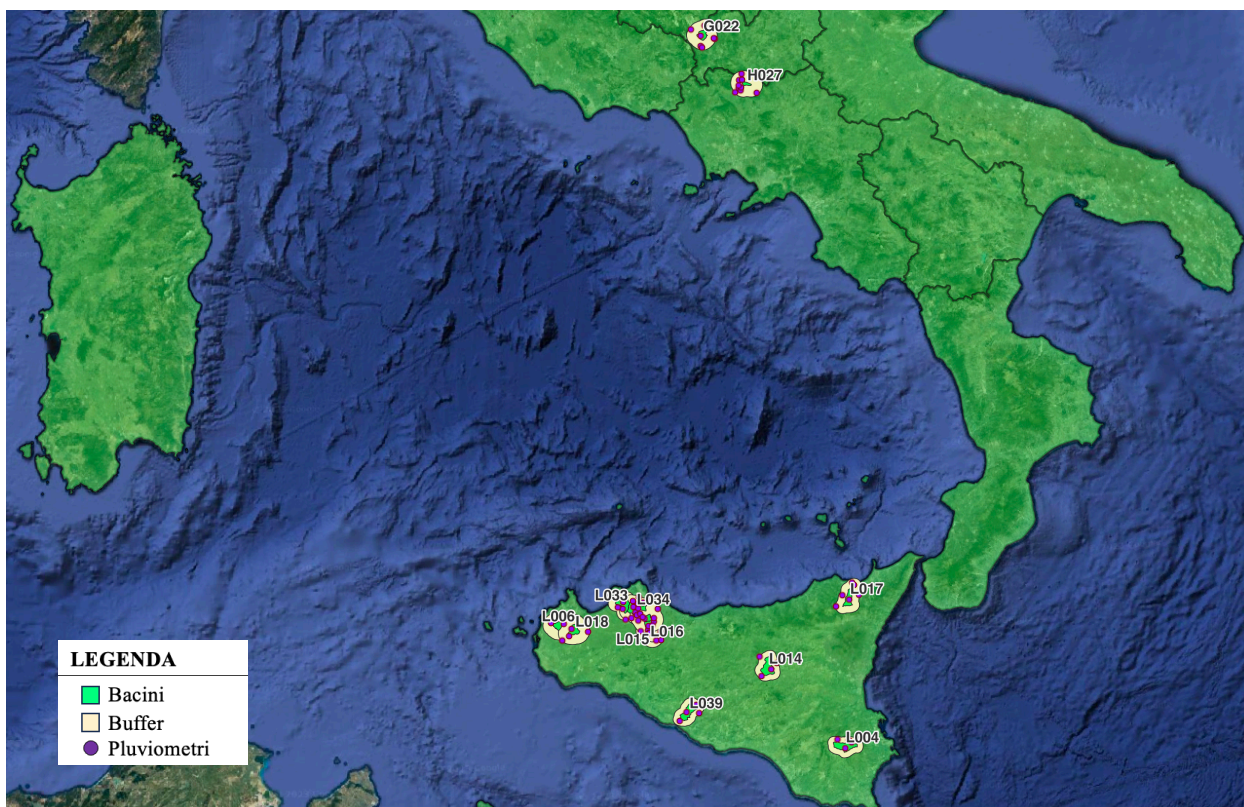 G022
H027
L017
L033
L034
L006
L018
L015
L016
L014
L039
L004
LEGENDA
Bacini
Buffer
Pluviometri